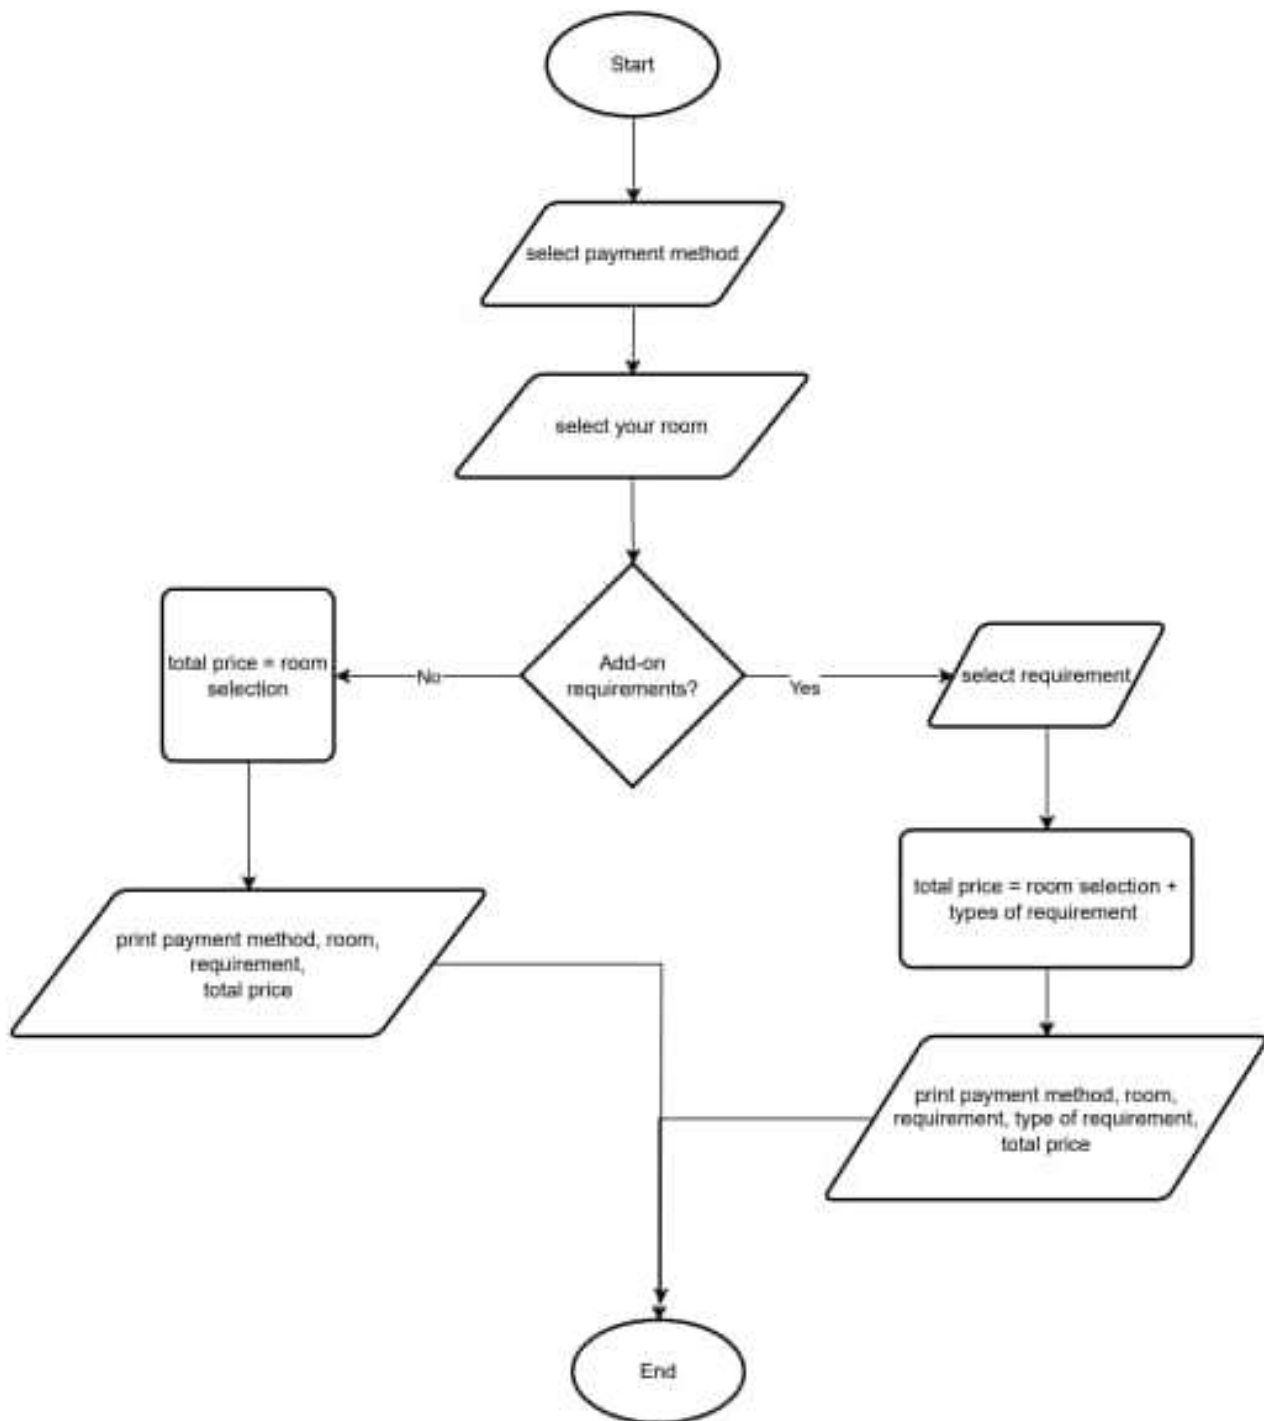 Start
select payment method
select your room
Add-on
requirements?
No
Yes
total price = room
selection
select requirement
total price = room selection +
types of requirement
print payment method, room,
requirement,
total price
print payment method, room,
requirement, type of requirement,
total price
End